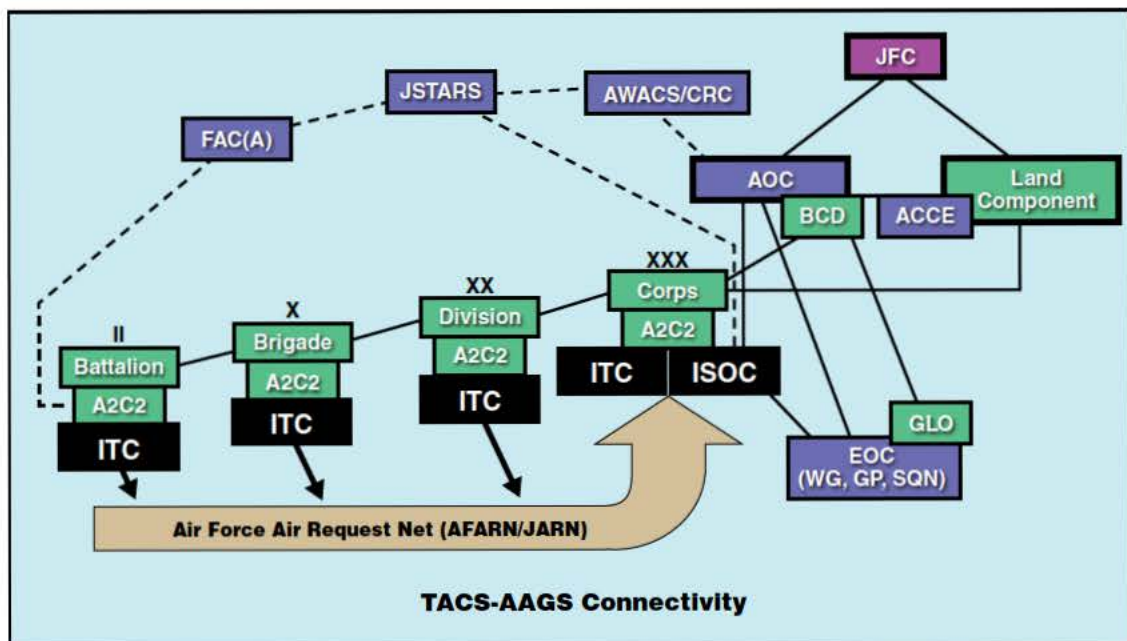 JFC
JSTARS
AWACS/CRC
FAC(A)
AOC
Land
Component
BCD
ACCE
XXX
Corps
XX
Division
A2C2
X
Brigade
A2C2
II
Battalion
A2C2
ITC
ISOC
A2C2
ITC
ITC
ITC
GLO
EOC
(WG, GP, SQN)
Air Force Air Request Net (AFARN/JARN)
TACS-AAGS Connectivity